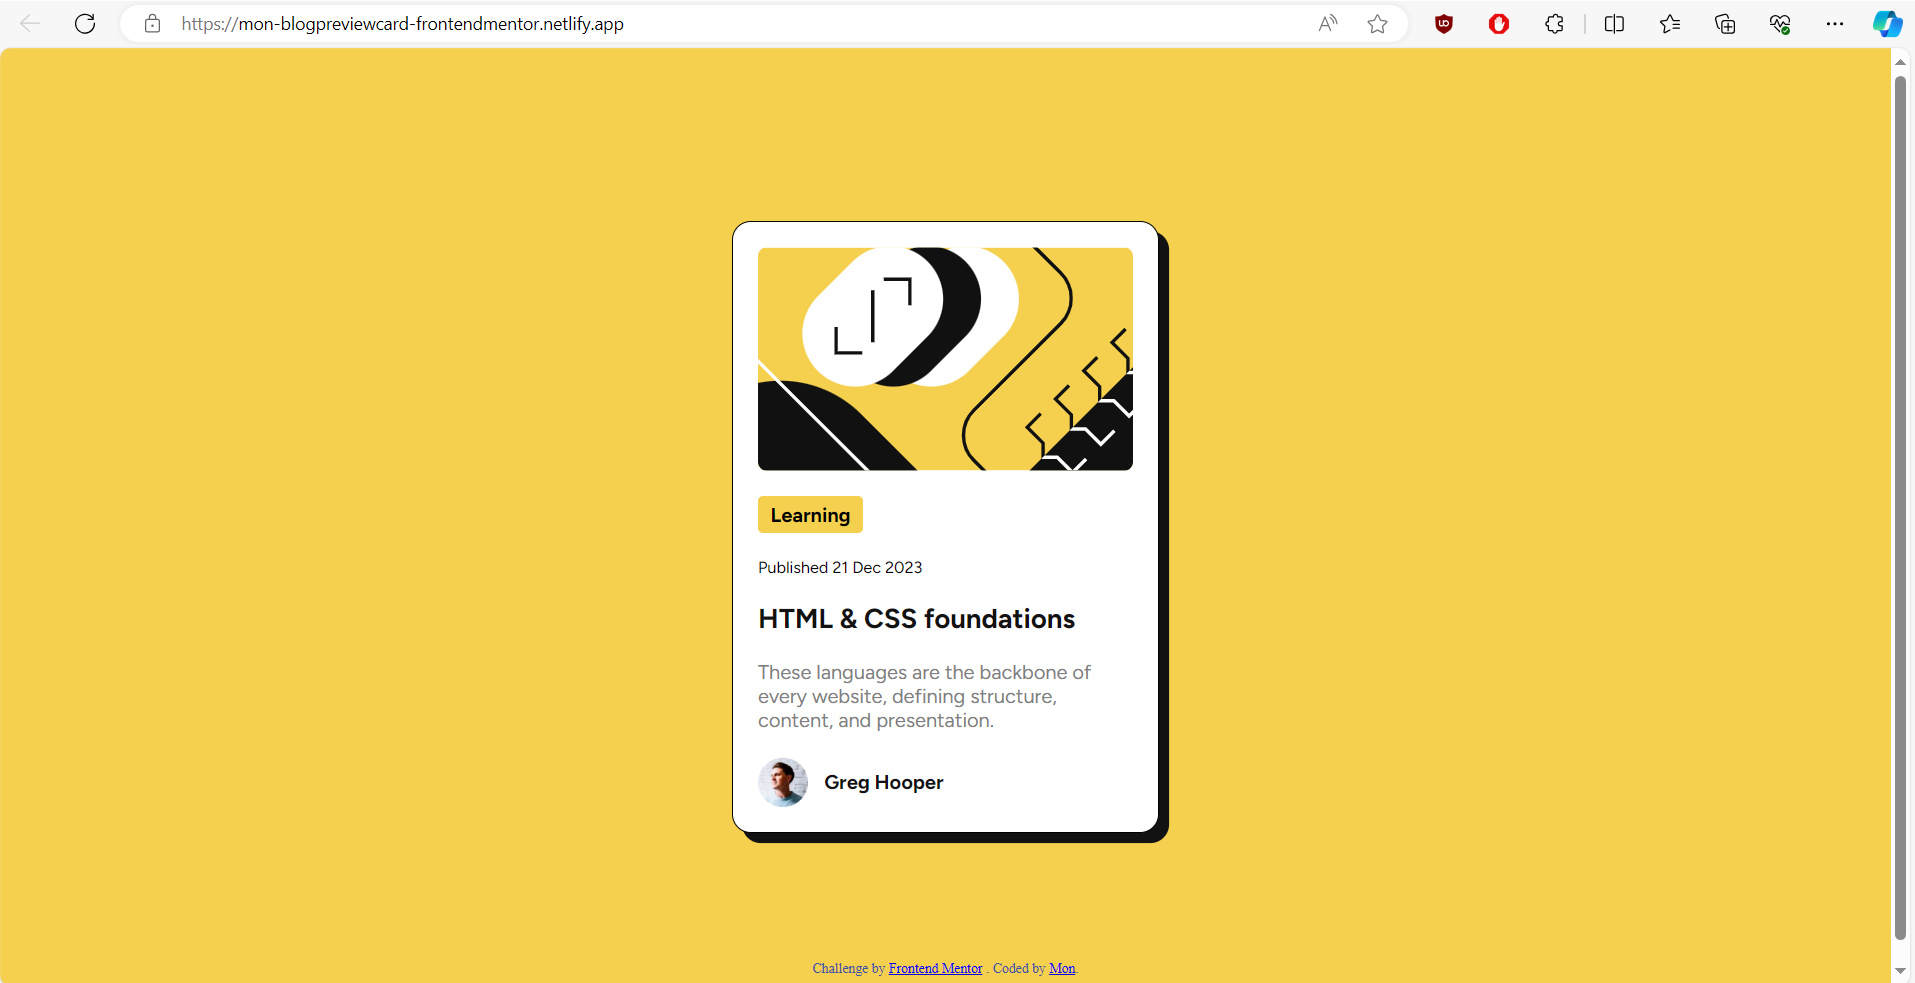 https://mon-blogpreviewcard-frontendmentor.netlify.app
Learning
Published 21 Dec 2023
HTML & CSS foundations
These languages are the backbone of
every website, defining structure,
content, and presentation.
Greg Hooper
Challenge by Frontend Mentor . Coded by Mon.